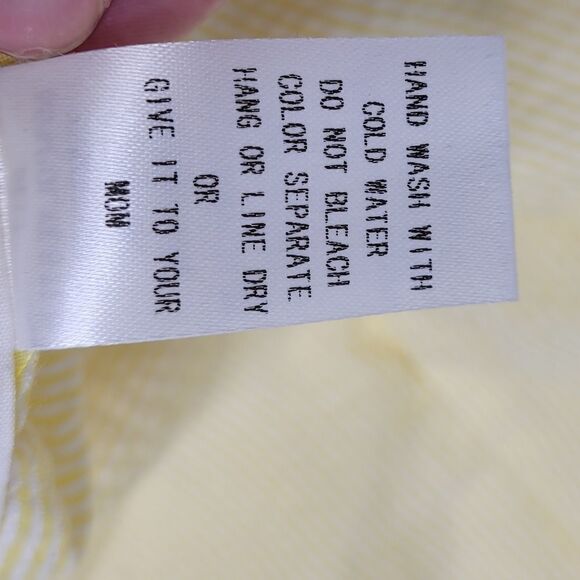 HAND WASH WITH
COLD WATER
DO NOT BLEACH
COLOR SEPARATE
HANG OR LINE DRY
OR
GIVE IT TO YOUR
MOM